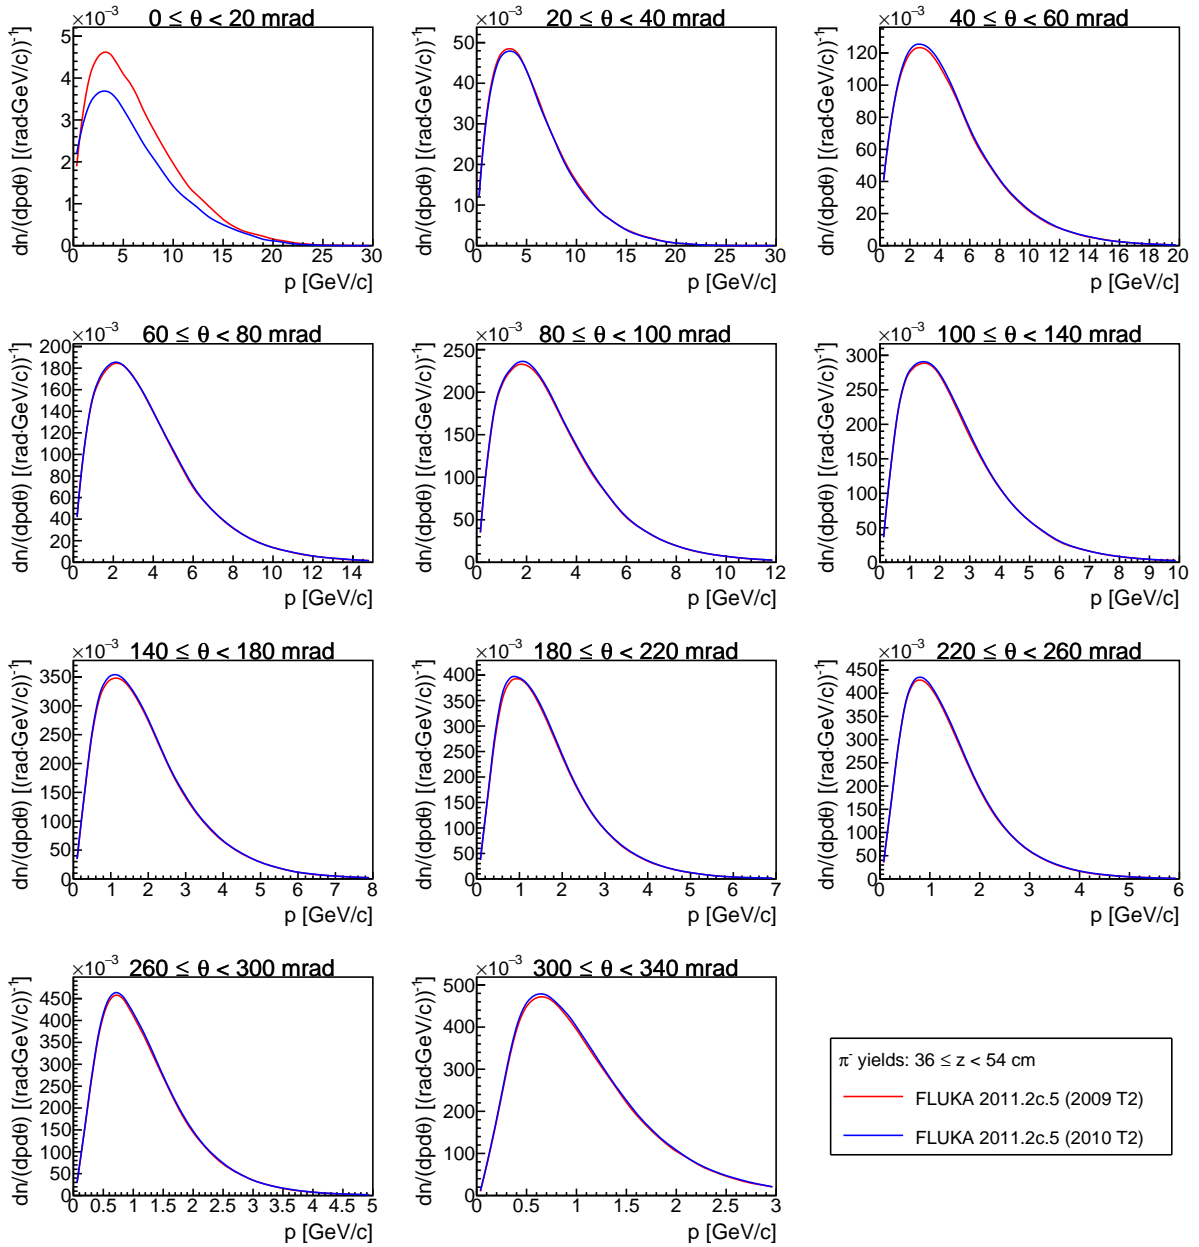 ×10⁻³ 0 ≤ θ < 20 mrad
dn/(dpdθ) [(rad·GeV/c))⁻¹]
5
4
3
2
1
0
0 5 10 15 20 25 30
p [GeV/c]
×10⁻³ 20 ≤ θ < 40 mrad
dn/(dpdθ) [(rad·GeV/c))⁻¹]
50
40
30
20
10
0
0 5 10 15 20 25 30
p [GeV/c]
×10⁻³ 40 ≤ θ < 60 mrad
dn/(dpdθ) [(rad·GeV/c))⁻¹]
120
100
80
60
40
20
0
0 2 4 6 8 10 12 14 16 18 20
p [GeV/c]
×10⁻³ 60 ≤ θ < 80 mrad
dn/(dpdθ) [(rad·GeV/c))⁻¹]
200
180
160
140
120
100
80
60
40
20
0
0 2 4 6 8 10 12 14
p [GeV/c]
×10⁻³ 80 ≤ θ < 100 mrad
dn/(dpdθ) [(rad·GeV/c))⁻¹]
250
200
150
100
50
0
0 2 4 6 8 10 12
p [GeV/c]
×10⁻³ 100 ≤ θ < 140 mrad
dn/(dpdθ) [(rad·GeV/c))⁻¹]
300
250
200
150
100
50
0
0 1 2 3 4 5 6 7 8 9 10
p [GeV/c]
×10⁻³ 140 ≤ θ < 180 mrad
dn/(dpdθ) [(rad·GeV/c))⁻¹]
350
300
250
200
150
100
50
0
0 1 2 3 4 5 6 7 8
p [GeV/c]
×10⁻³ 180 ≤ θ < 220 mrad
dn/(dpdθ) [(rad·GeV/c))⁻¹]
400
350
300
250
200
150
100
50
0
0 1 2 3 4 5 6 7
p [GeV/c]
×10⁻³ 220 ≤ θ < 260 mrad
dn/(dpdθ) [(rad·GeV/c))⁻¹]
450
400
350
300
250
200
150
100
50
0
0 1 2 3 4 5 6
p [GeV/c]
×10⁻³ 260 ≤ θ < 300 mrad
dn/(dpdθ) [(rad·GeV/c))⁻¹]
450
400
350
300
250
200
150
100
50
0
0 0.5 1 1.5 2 2.5 3 3.5 4 4.5 5
p [GeV/c]
×10⁻³ 300 ≤ θ < 340 mrad
dn/(dpdθ) [(rad·GeV/c))⁻¹]
500
400
300
200
100
0
0 0.5 1 1.5 2 2.5 3
p [GeV/c]
π⁻ yields: 36 ≤ z < 54 cm
FLUKA 2011.2c.5 (2009 T2)
FLUKA 2011.2c.5 (2010 T2)